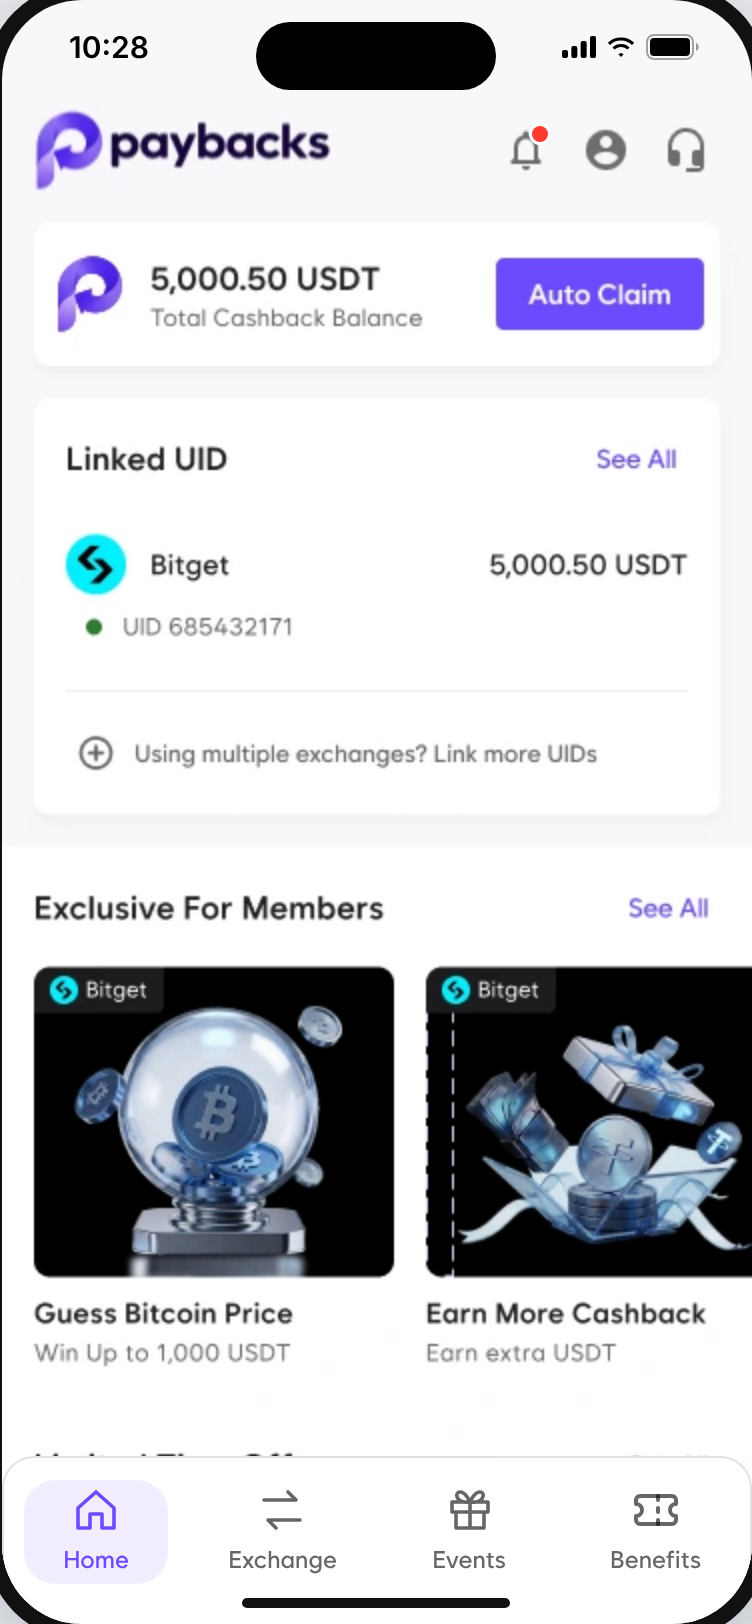 10:28
paybacks
5,000.50 USDT
Total Cashback Balance
Auto Claim
Linked UID
See All
Bitget
5,000.50 USDT
UID 685432171
Using multiple exchanges? Link more UIDs
Exclusive For Members
See All
Bitget
Bitget
Guess Bitcoin Price
Win Up to 1,000 USDT
Earn More Cashback
Earn extra USDT
Home
Exchange
Events
Benefits